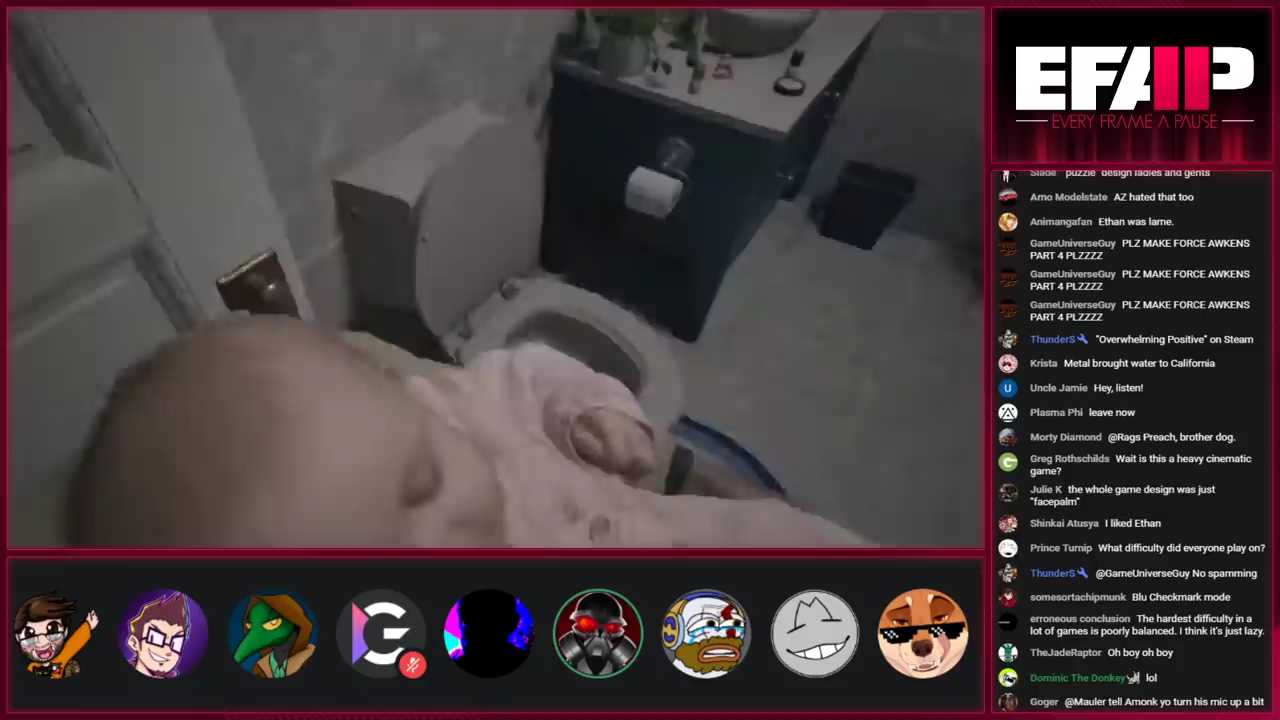 EFAP
EVERY FRAME A PAUSE
Slade puzzle design ladies and gents
Arno Modelstate AZ hated that too
Animangafan Ethan was lame.
GameUniverseGuy PLZ MAKE FORCE AWKENS
PART 4 PLZZZZ
GameUniverseGuy PLZ MAKE FORCE AWKENS
PART 4 PLZZZZ
GameUniverseGuy PLZ MAKE FORCE AWKENS
PART 4 PLZZZZ
ThunderS "Overwhelming Positive" on Steam
Krista Metal brought water to California
U
Uncle Jamie Hey, listen!
Plasma Phi leave now
Morty Diamond @Rags Preach, brother dog.
G
Greg Rothschilds Wait is this a heavy cinematic
game?
Julie K the whole game design was just
"facepalm"
Shinkai Atusya I liked Ethan
Prince Turnip What difficulty did everyone play on?
ThunderS @GameUniverseGuy No spamming
somesortachipmunk Blu Checkmark mode
erroneous conclusion The hardest difficulty in a
lot of games is poorly balanced. I think it's just lazy.
TheJadeRaptor Oh boy oh boy
Dominic The Donkey lol
Goger @Mauler tell Amonk yo turn his mic up a bit